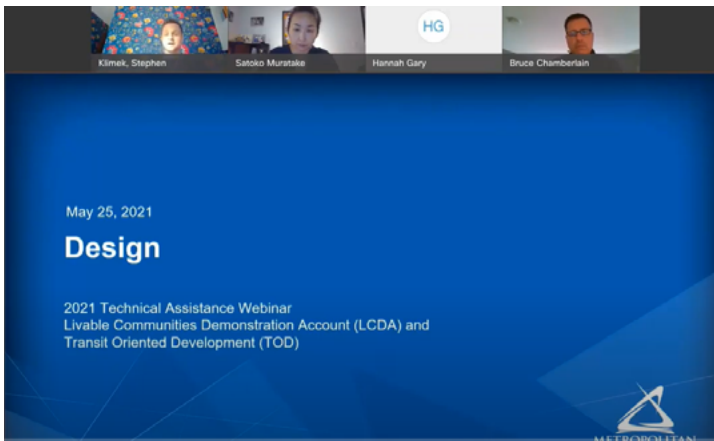 HG
Klimek, Stephen
Satoko Muratake
Hannah Gary
Bruce Chamberlain
May 25, 2021
Design
2021 Technical Assistance Webinar
Livable Communities Demonstration Account (LCDA) and
Transit Oriented Development (TOD)
METROPOLITAN